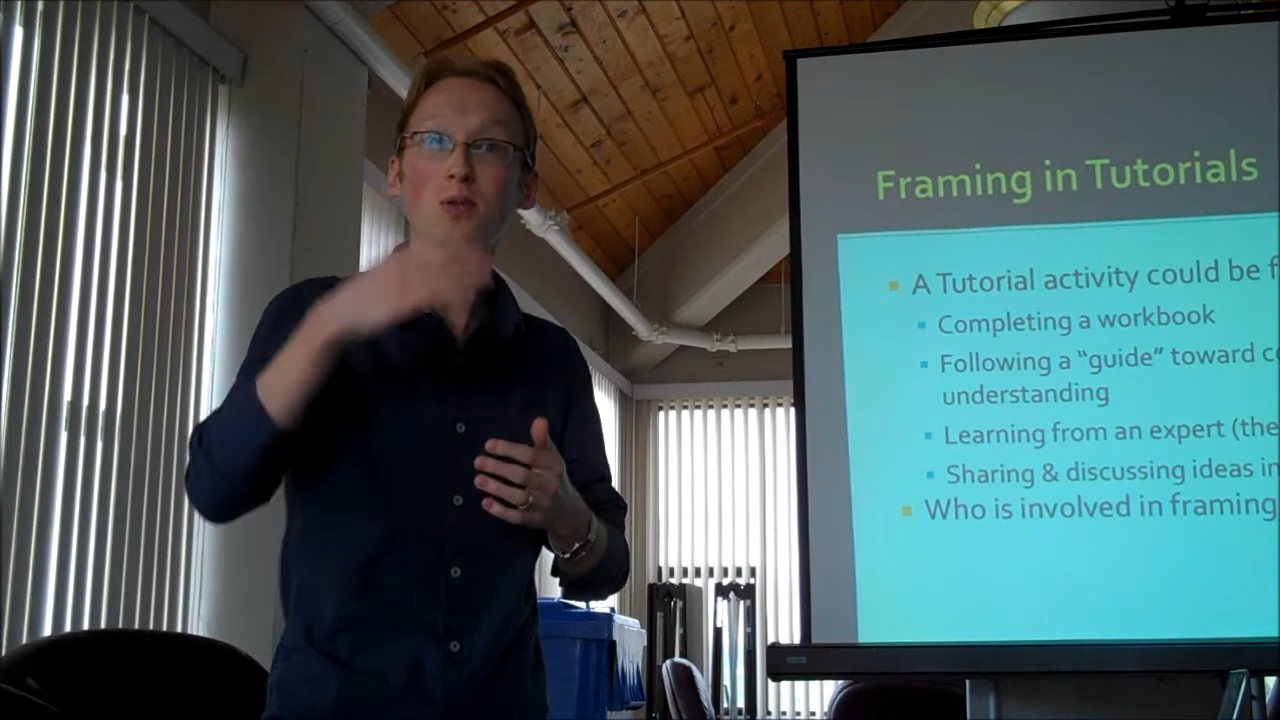 Framing in Tutorials
A Tutorial activity could be
Completing a workbook
Following a “guide” toward
understanding
Learning from an expert (the
Sharing & discussing ideas in
Who is involved in framing